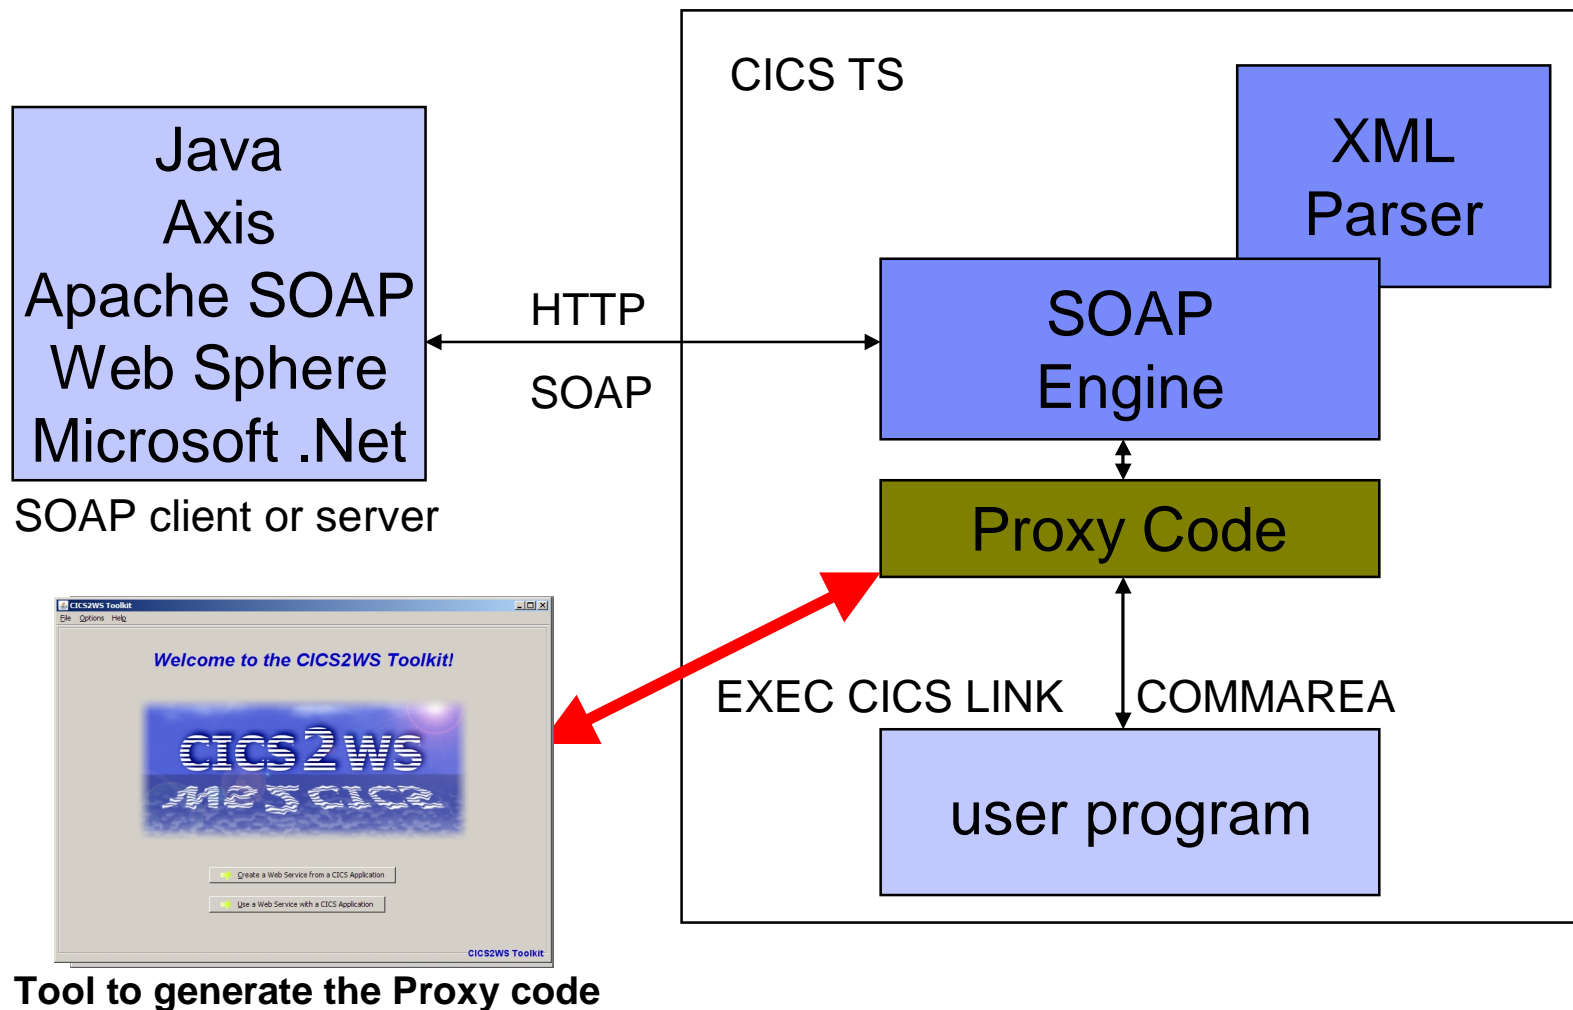 CICS TS
Java
Axis
Apache SOAP
Web Sphere
Microsoft .Net
SOAP client or server
HTTP
SOAP
XML
Parser
SOAP
Engine
Proxy Code
EXEC CICS LINK
COMMAREA
user program
CICS2WS Toolkit
File Options Help
Welcome to the CICS2WS Toolkit!
CICS2WS
Create a Web Service from a CICS Application
Use a Web Service with a CICS Application
CICS2WS Toolkit
Tool to generate the Proxy code